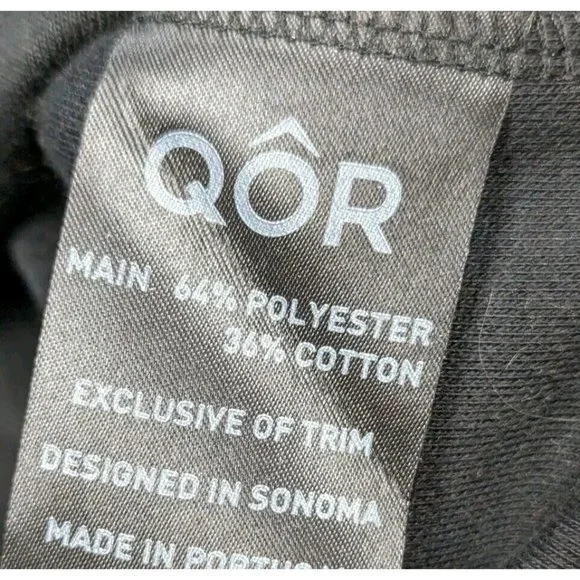 QÔR
MAIN 64% POLYESTER
36% COTTON
EXCLUSIVE OF TRIM
DESIGNED IN SONOMA
MADE IN